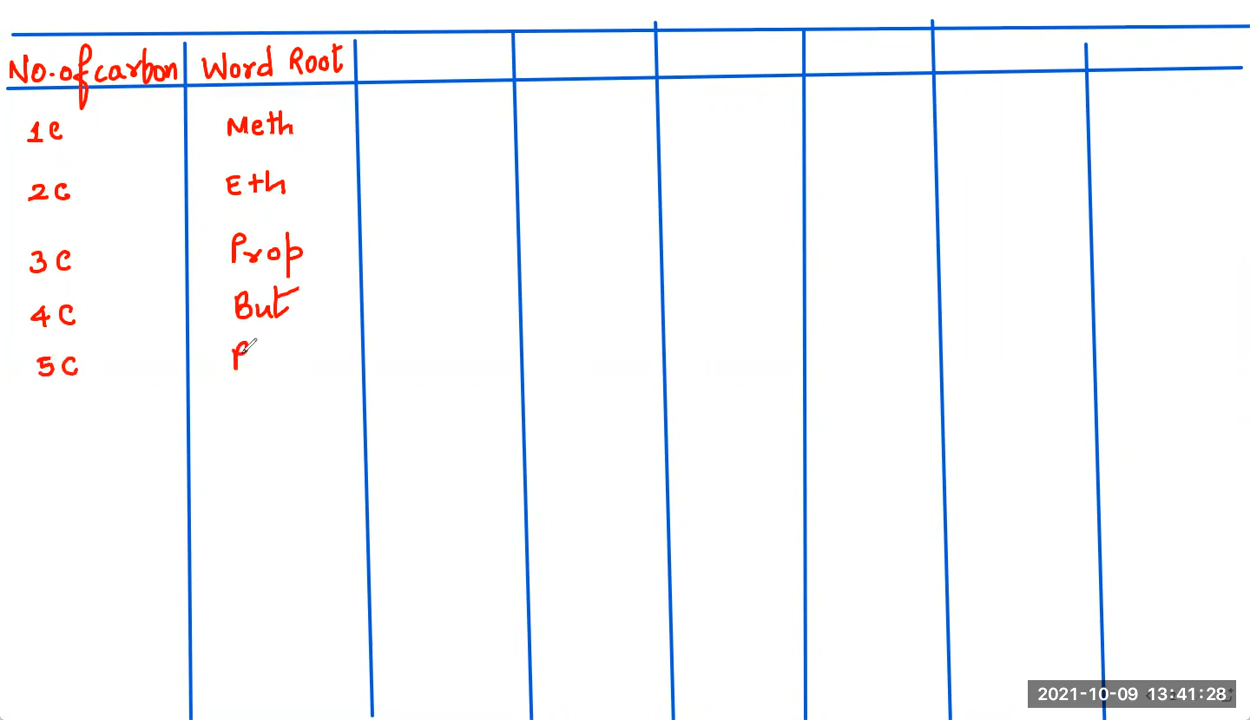 No. of carbon Word Root
1C Meth
2C Eth
3C Prop
4C But
5C P
2021-10-09 13:41:28